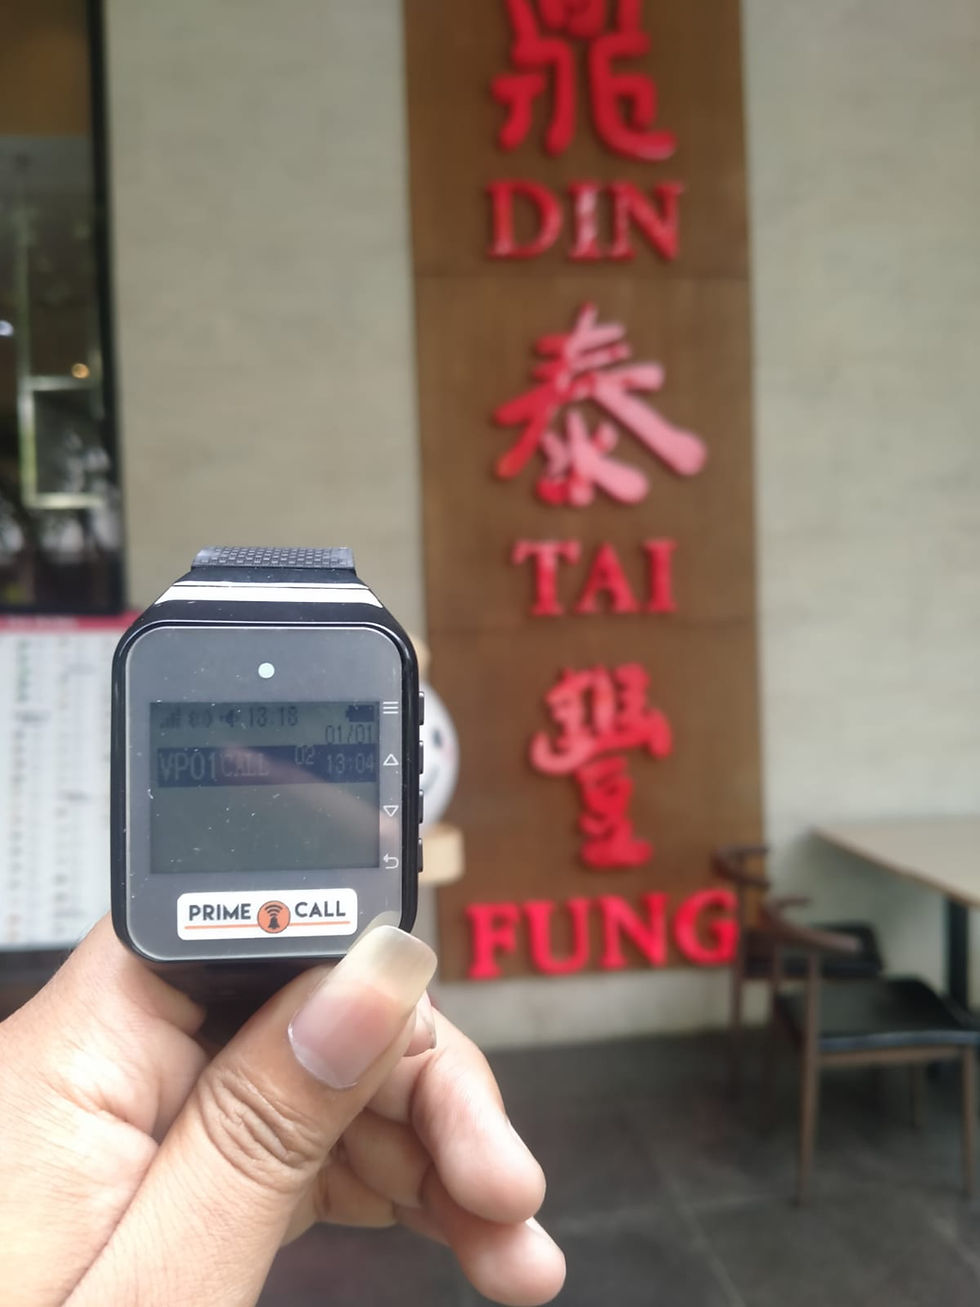 鼎
DIN
泰
TAI
豐
FUNG
13:18
01/01
VP01 CALL 02 13:04
PRIME CALL